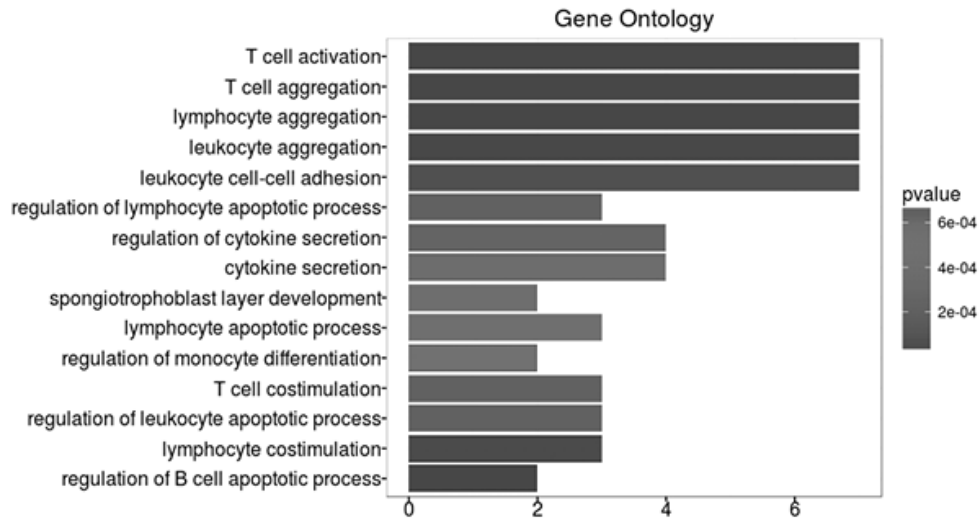 Gene Ontology
T cell activation
T cell aggregation
lymphocyte aggregation
leukocyte aggregation
leukocyte cell-cell adhesion
regulation of lymphocyte apoptotic process
regulation of cytokine secretion
cytokine secretion
spongiotrophoblast layer development
lymphocyte apoptotic process
regulation of monocyte differentiation
T cell costimulation
regulation of leukocyte apoptotic process
lymphocyte costimulation
regulation of B cell apoptotic process
0 2 4 6
pvalue
6e-04
4e-04
2e-04